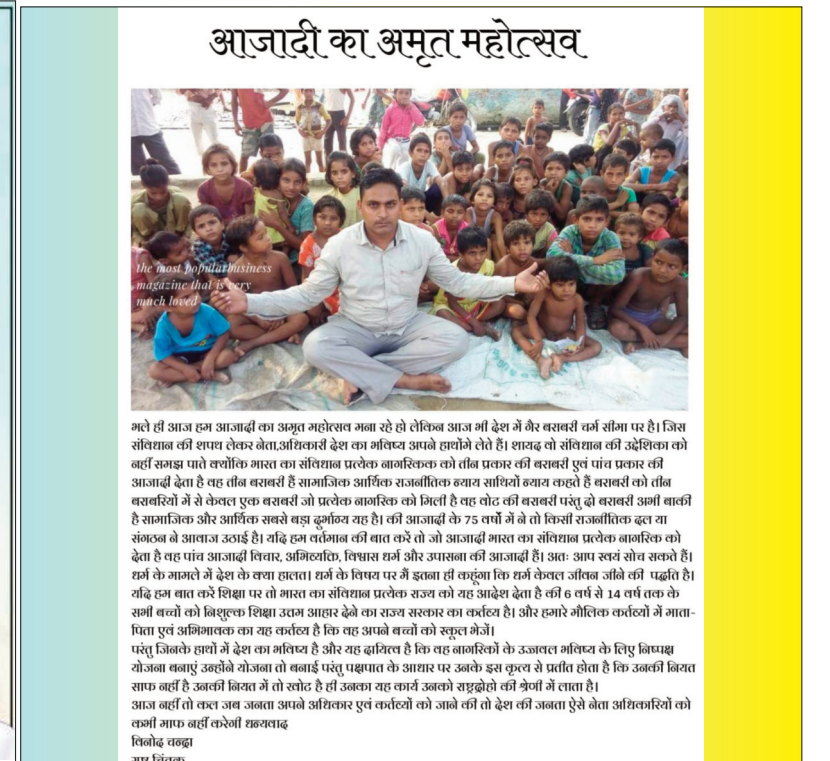 आजादी का अमृत महोत्सव
the most popular business
magazine that is very
much loved
भले ही आज हम आजादी का अमृत महोत्सव मना रहे हो लेकिन आज भी देश में गैर बराबरी चर्म सीमा पर है। जिस
संविधान की शपथ लेकर नेता,अधिकारी देश का भविष्य अपने हाथोंमे लेते हैं। शायद वो संविधान की उद्देशिका को
नहीं समझ पाते क्योंकि भारत का संविधान प्रत्येक नागरिकक को तीन प्रकार की बराबरी एवं पांच प्रकार की
आजादी देता है वह तीन बराबरी हैं सामाजिक आर्थिक राजनीतिक न्याय साथियों न्याय कहते हैं बराबरी को तीन
बराबरियों में से केवल एक बराबरी जो प्रत्येक नागरिक को मिली है वह वोट की बराबरी परंतु दो बराबरी अभी बाकी
है सामाजिक और आर्थिक सबसे बड़ा दुर्भाग्य यह है। की आजादी के 75 वर्षों में ने तो किसी राजनीतिक दल या
संगठन ने आवाज उठाई है। यदि हम वर्तमान की बात करें तो जो आजादी भारत का संविधान प्रत्येक नागरिक को
देता है वह पांच आजादी विचार, अभिव्यक्ति, विश्वास धर्म और उपासना की आजादी हैं। अतः आप स्वयं सोच सकते हैं।
धर्म के मामले में देश के क्या हालत। धर्म के विषय पर मैं इतना ही कहूंगा कि धर्म केवल जीवन जीने की पद्धति है।
यदि हम बात करें शिक्षा पर तो भारत का संविधान प्रत्येक राज्य को यह आदेश देता है की 6 वर्ष से 14 वर्ष तक के
सभी बच्चों को निशुल्क शिक्षा उत्तम आहार देने का राज्य सरकार का कर्तव्य है। और हमारे मौलिक कर्तव्यों में माता-
पिता एवं अभिभावक का यह कर्तव्य है कि वह अपने बच्चों को स्कूल भेजें।
परंतु जिनके हाथों में देश का भविष्य है और यह दायित्व है कि वह नागरिकों के उज्जवल भविष्य के लिए निष्पक्ष
योजना बनाएं उन्होंने योजना तो बनाई परंतु पक्षपात के आधार पर उनके इस कृत्य से प्रतीत होता है कि उनकी नियत
साफ नहीं है उनकी नियत में तो खोट है ही उनका यह कार्य उनको राष्ट्रद्रोहो की श्रेणी में लाता है।
आज नहीं तो कल जब जनता अपने अधिकार एवं कर्तव्यों को जाने की तो देश की जनता ऐसे नेता अधिकारियों को
कभी माफ नहीं करेगी धन्यवाद
विनोद चन्द्रा